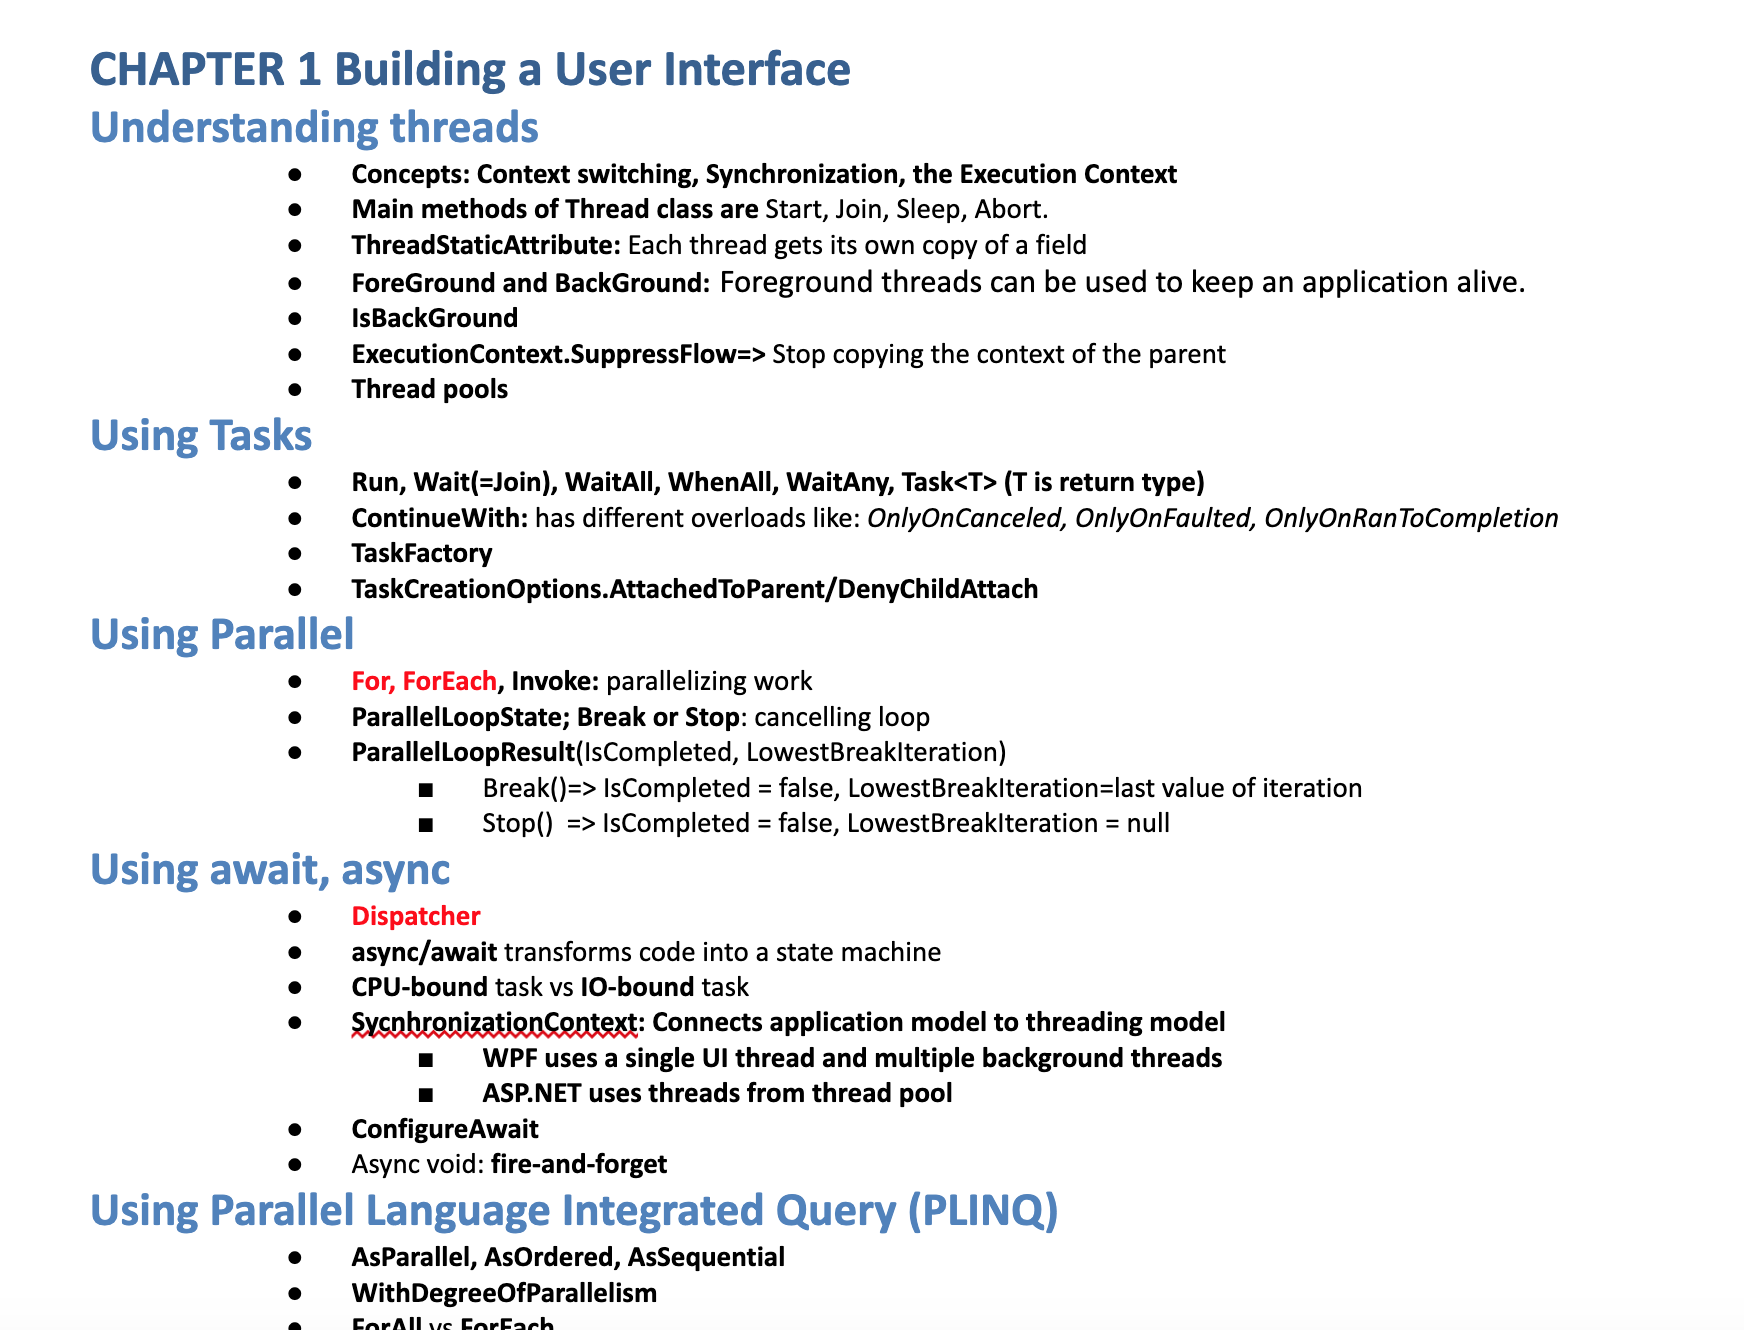 CHAPTER 1 Building a User Interface
Understanding threads
● Concepts: Context switching, Synchronization, the Execution Context
● Main methods of Thread class are Start, Join, Sleep, Abort.
● ThreadStaticAttribute: Each thread gets its own copy of a field
● ForeGround and BackGround: Foreground threads can be used to keep an application alive.
● IsBackGround
● ExecutionContext.SuppressFlow=> Stop copying the context of the parent
● Thread pools
Using Tasks
● Run, Wait(=Join), WaitAll, WhenAll, WaitAny, Task<T> (T is return type)
● ContinueWith: has different overloads like: OnlyOnCanceled, OnlyOnFaulted, OnlyOnRanToCompletion
● TaskFactory
● TaskCreationOptions.AttachedToParent/DenyChildAttach
Using Parallel
● For, ForEach, Invoke: parallelizing work
● ParallelLoopState; Break or Stop: cancelling loop
● ParallelLoopResult(IsCompleted, LowestBreakIteration)
■ Break()=> IsCompleted = false, LowestBreakIteration=last value of iteration
■ Stop() => IsCompleted = false, LowestBreakIteration = null
Using await, async
● Dispatcher
● async/await transforms code into a state machine
● CPU-bound task vs IO-bound task
● SycnhronizationContext: Connects application model to threading model
■ WPF uses a single UI thread and multiple background threads
■ ASP.NET uses threads from thread pool
● ConfigureAwait
● Async void: fire-and-forget
Using Parallel Language Integrated Query (PLINQ)
● AsParallel, AsOrdered, AsSequential
● WithDegreeOfParallelism
● ForAll vs ForEach